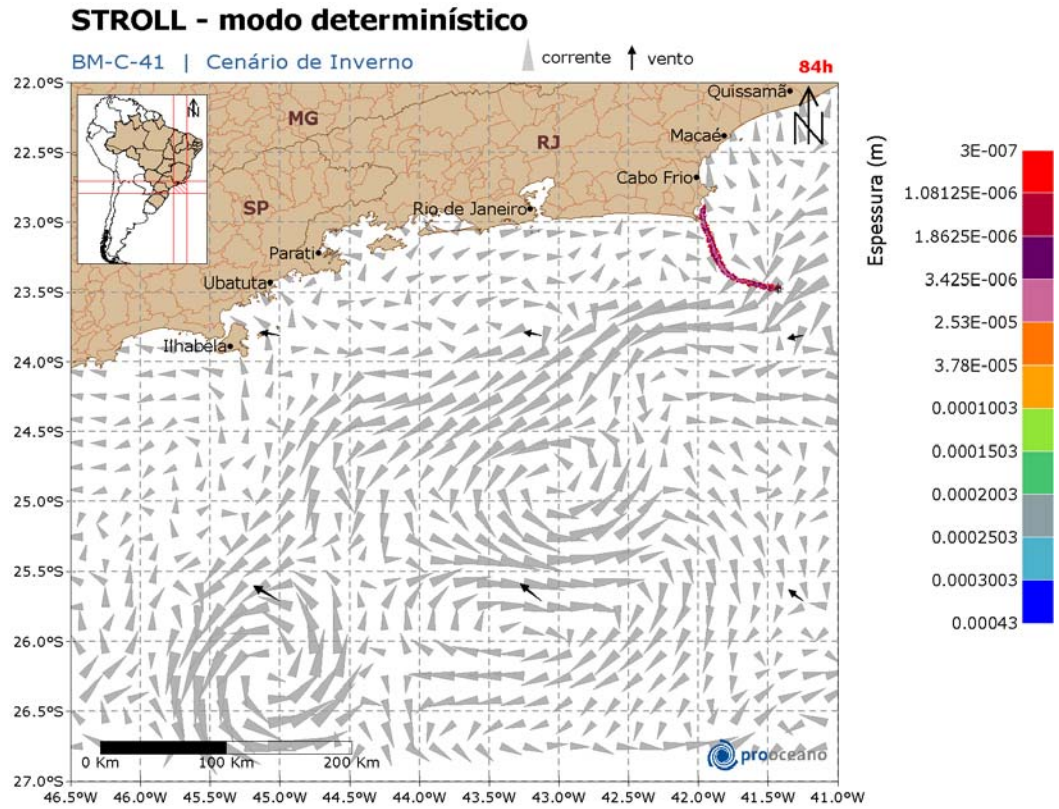 STROLL - modo determinístico
BM-C-41 | Cenário de Inverno
corrente
vento
84h
22.0°S
22.5°S
23.0°S
23.5°S
24.0°S
24.5°S
25.0°S
25.5°S
26.0°S
26.5°S
27.0°S
N
MG
RJ
SP
Quissamã
Macaé
Cabo Frio
Rio de Janeiro
Parati
Ubatuta
Ilhabela
N
0 Km
100 Km
200 Km
prooceano
46.5°W 46.0°W 45.5°W 45.0°W 44.5°W 44.0°W 43.5°W 43.0°W 42.5°W 42.0°W 41.5°W 41.0°W
Espessura (m)
3E-007
1.08125E-006
1.8625E-006
3.425E-006
2.53E-005
3.78E-005
0.0001003
0.0001503
0.0002003
0.0002503
0.0003003
0.00043